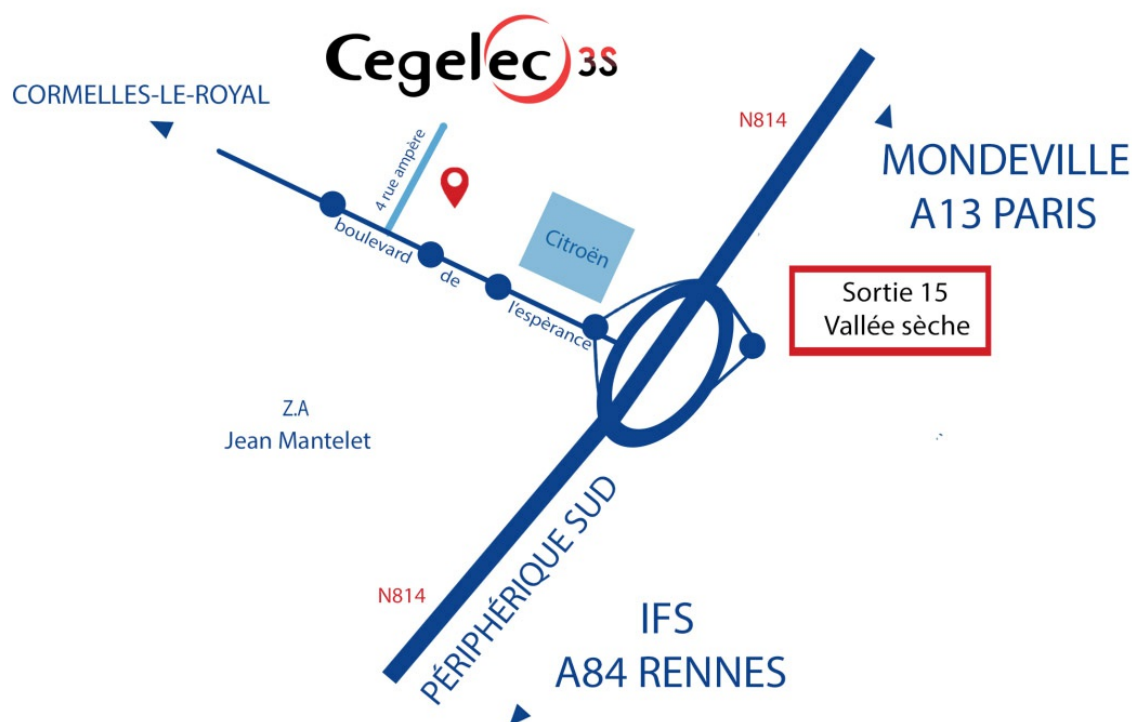 Cegelec 3S
CORMELLES-LE-ROYAL
N814
MONDEVILLE
A13 PARIS
4 rue ampère
Citroën
boulevard de l'espèrance
Sortie 15
Vallée sèche
Z.A
Jean Mantelet
PÉRIPHÉRIQUE SUD
N814
IFS
A84 RENNES